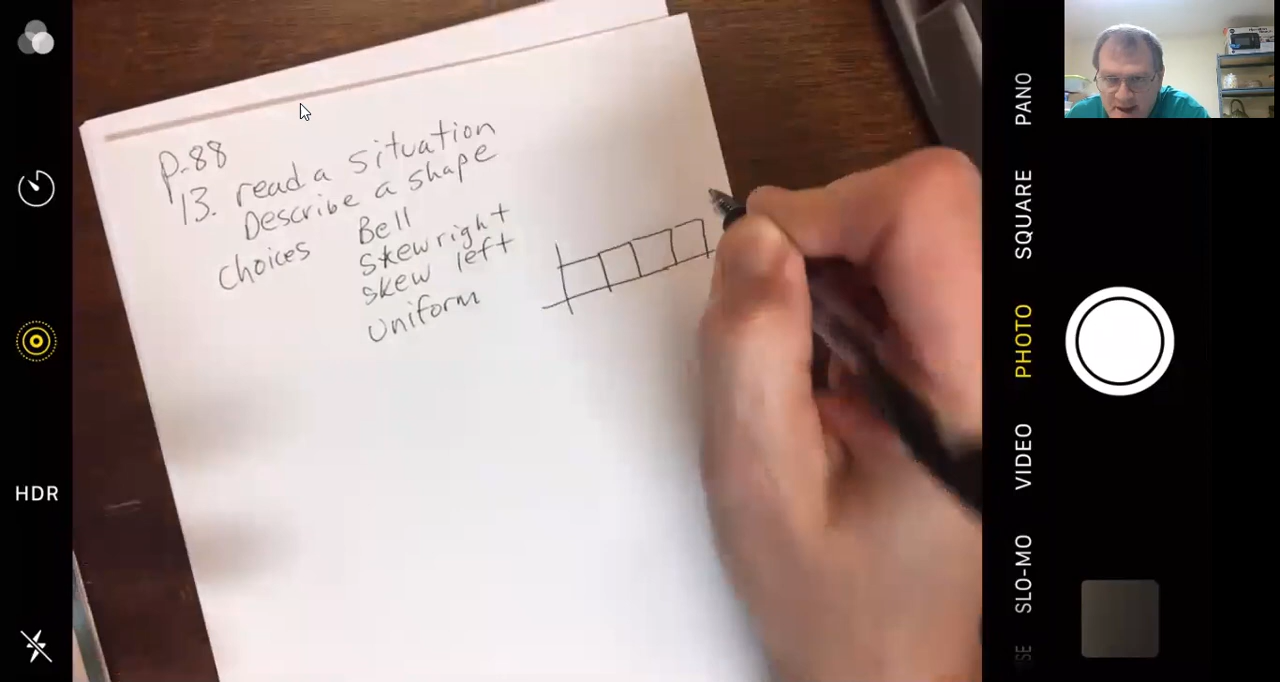 p.88
13. read a situation
Describe a shape
choices Bell
skew right
skew left
uniform
HDR
PANO
SQUARE
PHOTO
VIDEO
SLO-MO
SE